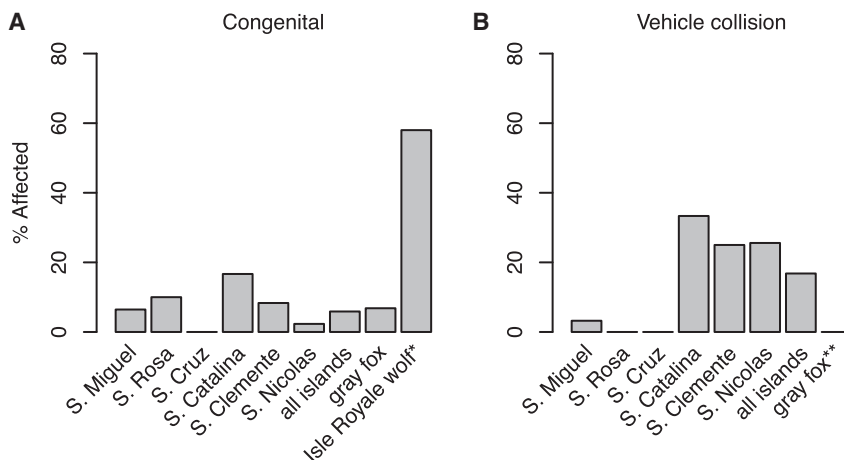 A
Congenital
% Affected
80
60
40
20
0
S. Miguel
S. Rosa
S. Cruz
S. Catalina
S. Clemente
S. Nicolas
all islands
gray fox
Isle Royale wolf*
B
Vehicle collision
80
60
40
20
0
S. Miguel
S. Rosa
S. Cruz
S. Catalina
S. Clemente
S. Nicolas
all islands
gray fox**